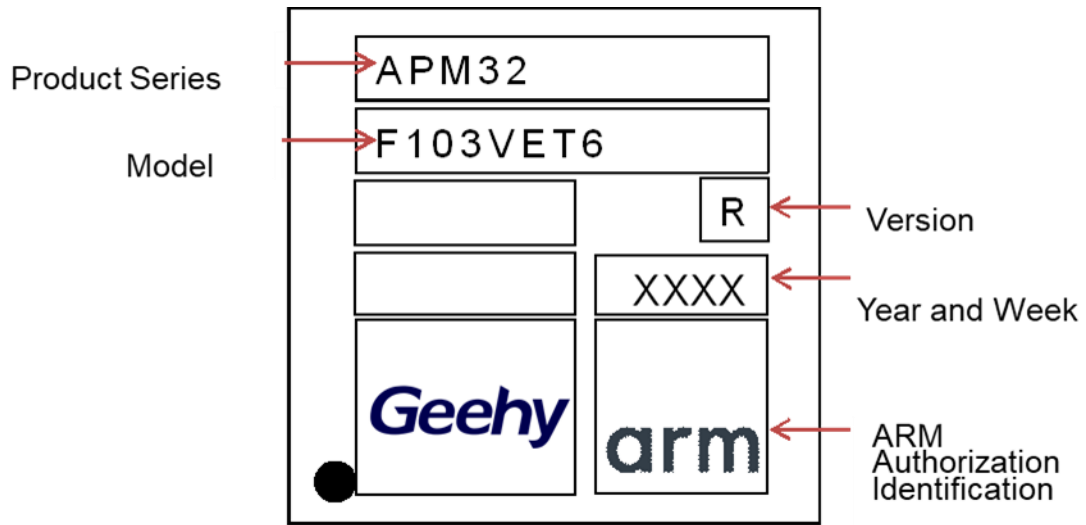 Product Series
APM32
Model
F103VET6
R
Version
XXXX
Year and Week
Geehy
arm
ARM
Authorization
Identification